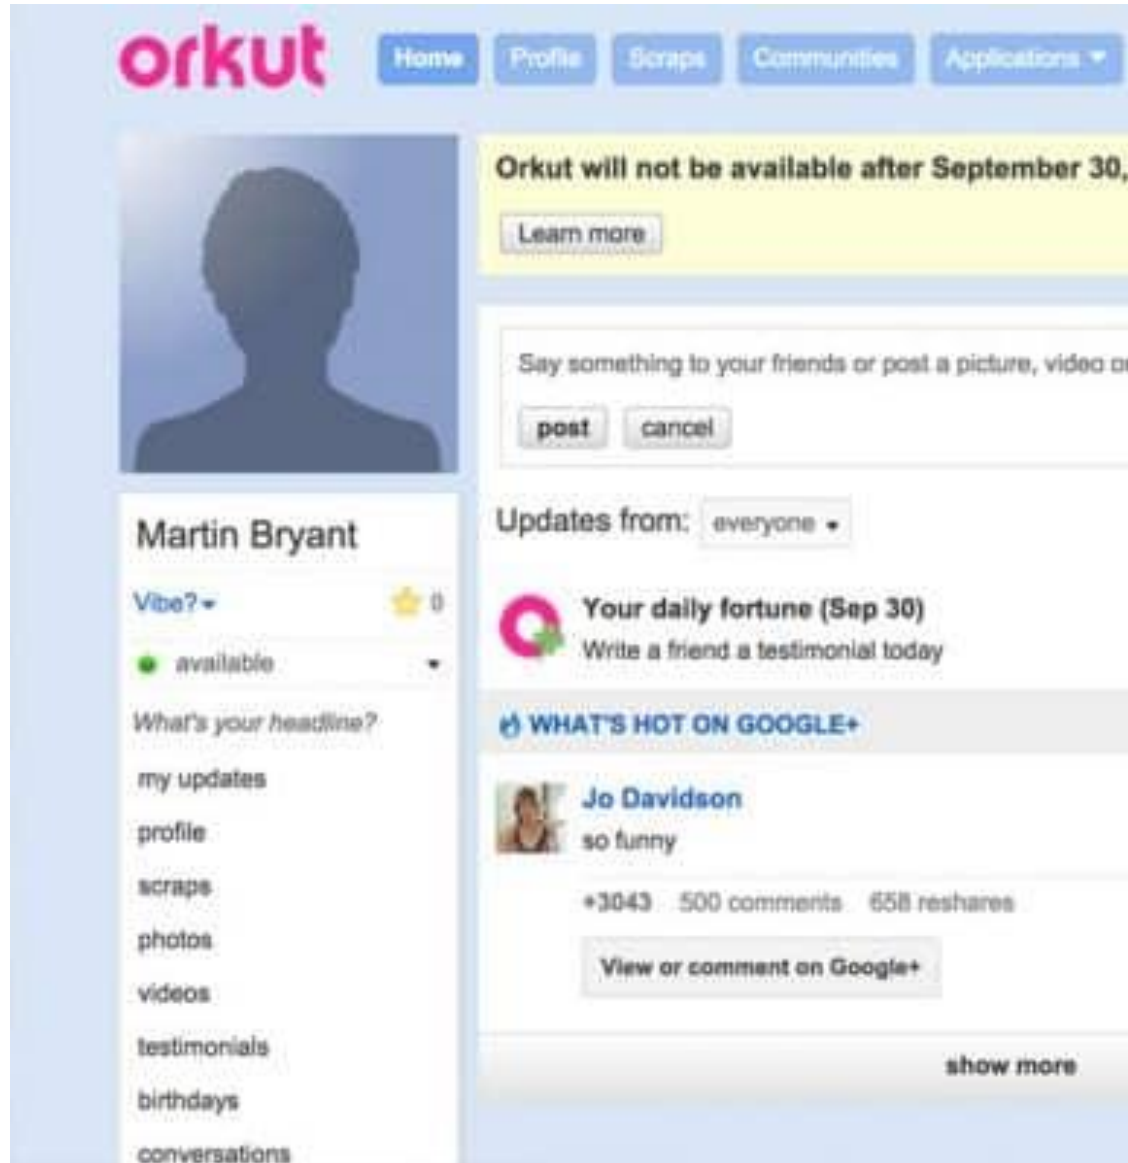 orkut
Home Profile Scraps Communities Applications
Orkut will not be available after September 30,
Learn more
Say something to your friends or post a picture, video or
post cancel
Martin Bryant
Vibe?
0
available
What's your headline?
my updates
profile
scraps
photos
videos
testimonials
birthdays
conversations
Updates from: everyone
Your daily fortune (Sep 30)
Write a friend a testimonial today
WHAT'S HOT ON GOOGLE+
Jo Davidson
so funny
+3043 500 comments 658 reshares
View or comment on Google+
show more